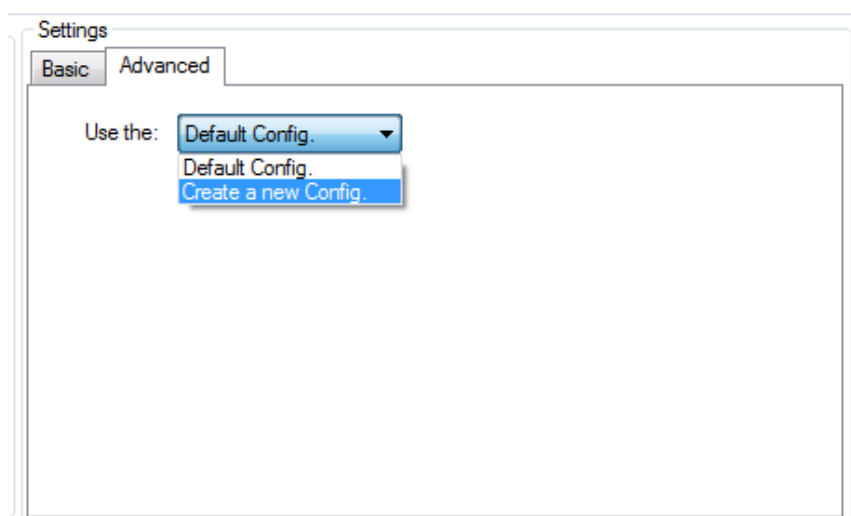 Settings
Basic Advanced
Use the: Default Config.
Default Config.
Create a new Config.